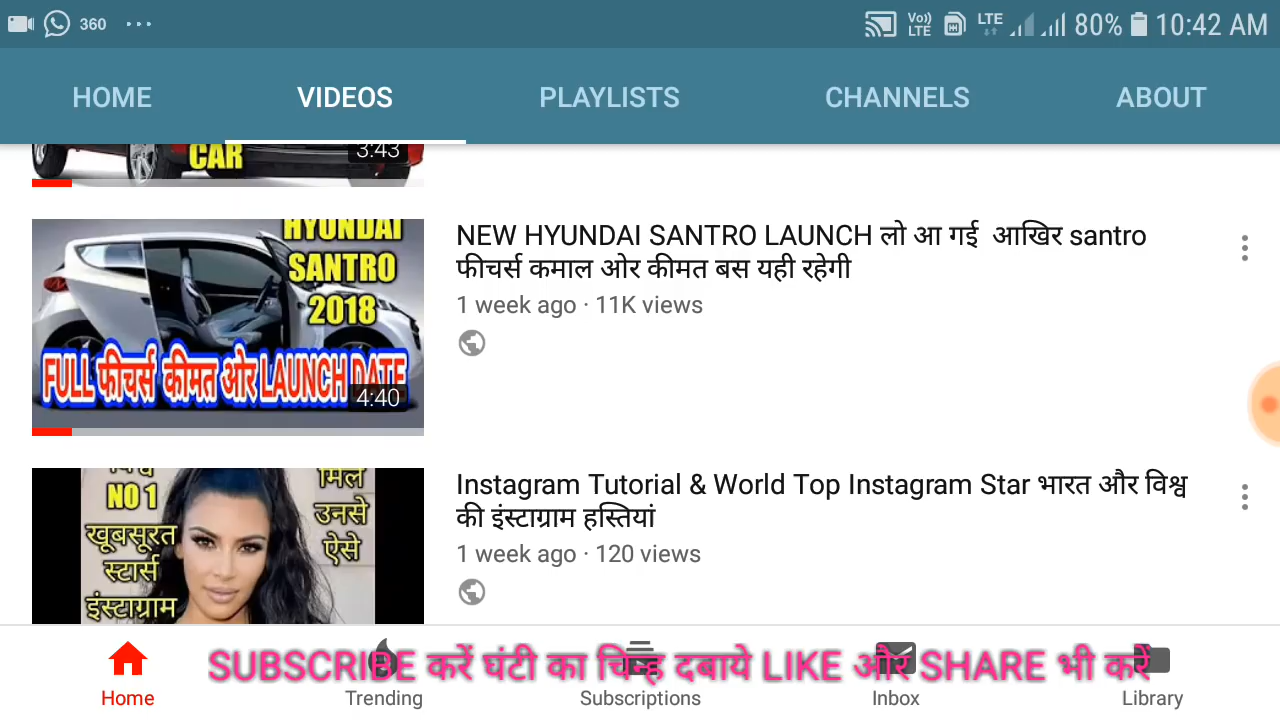 360
Vo)) LTE LTE 80% 10:42 AM
HOME VIDEOS PLAYLISTS CHANNELS ABOUT
CAR
3:43
HYUNDAI
SANTRO
2018
FULL फीचर्स कीमत ओर LAUNCH DATE
4:40
NEW HYUNDAI SANTRO LAUNCH लो आ गई आखिर santro
फीचर्स कमाल ओर कीमत बस यही रहेगी
1 week ago · 11K views
NO 1
खूबसूरत
स्टार्स
इंस्टाग्राम
मिल
उनसे
ऐसे
Instagram Tutorial & World Top Instagram Star भारत और विश्व
की इंस्टाग्राम हस्तियां
1 week ago · 120 views
SUBSCRIBE करें घंटी का चिन्ह दबाये LIKE और SHARE भी करें
Home Trending Subscriptions Inbox Library